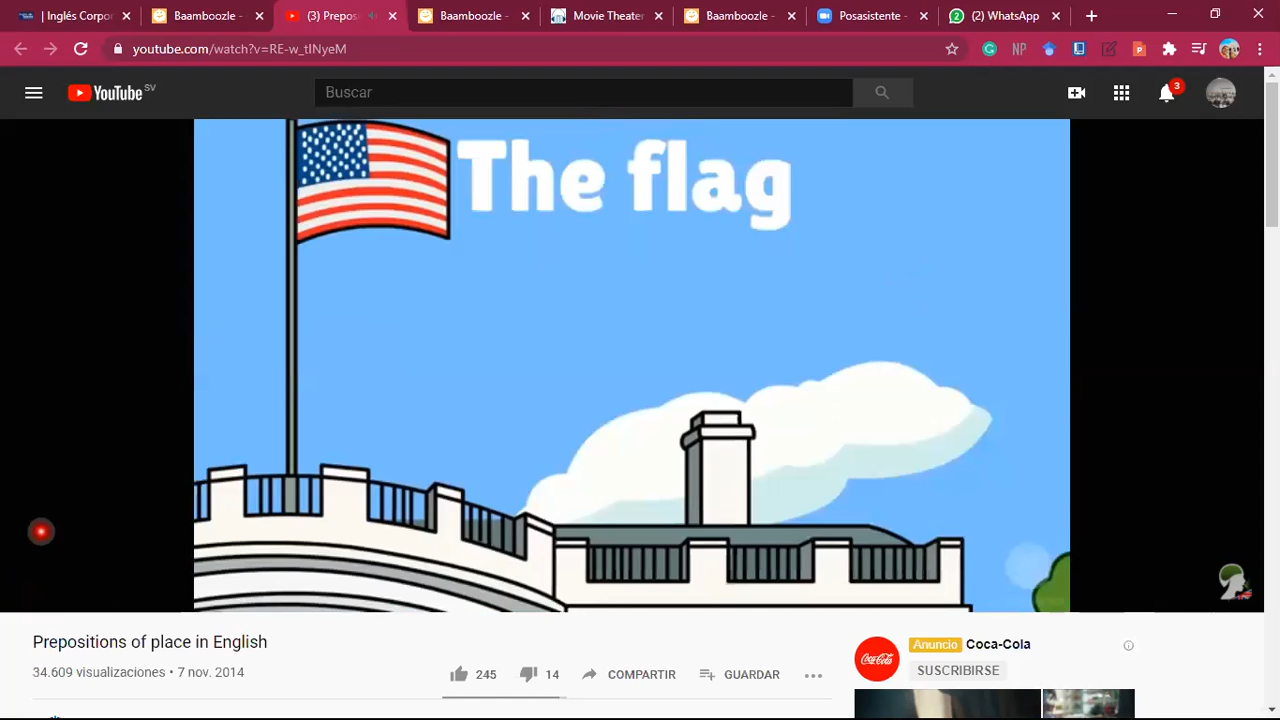 Inglés Corpor
Baamboozle -
(3) Prepos
Baamboozle -
Movie Theater
Baamboozle -
Posasistente -
(2) WhatsApp
youtube.com/watch?v=RE-w_tINyeM
NP
YouTube SV
Buscar
3
The flag
Prepositions of place in English
34.609 visualizaciones • 7 nov. 2014
245
14
COMPARTIR
GUARDAR
Anuncio Coca-Cola
SUSCRIBIRSE
Coca-Cola